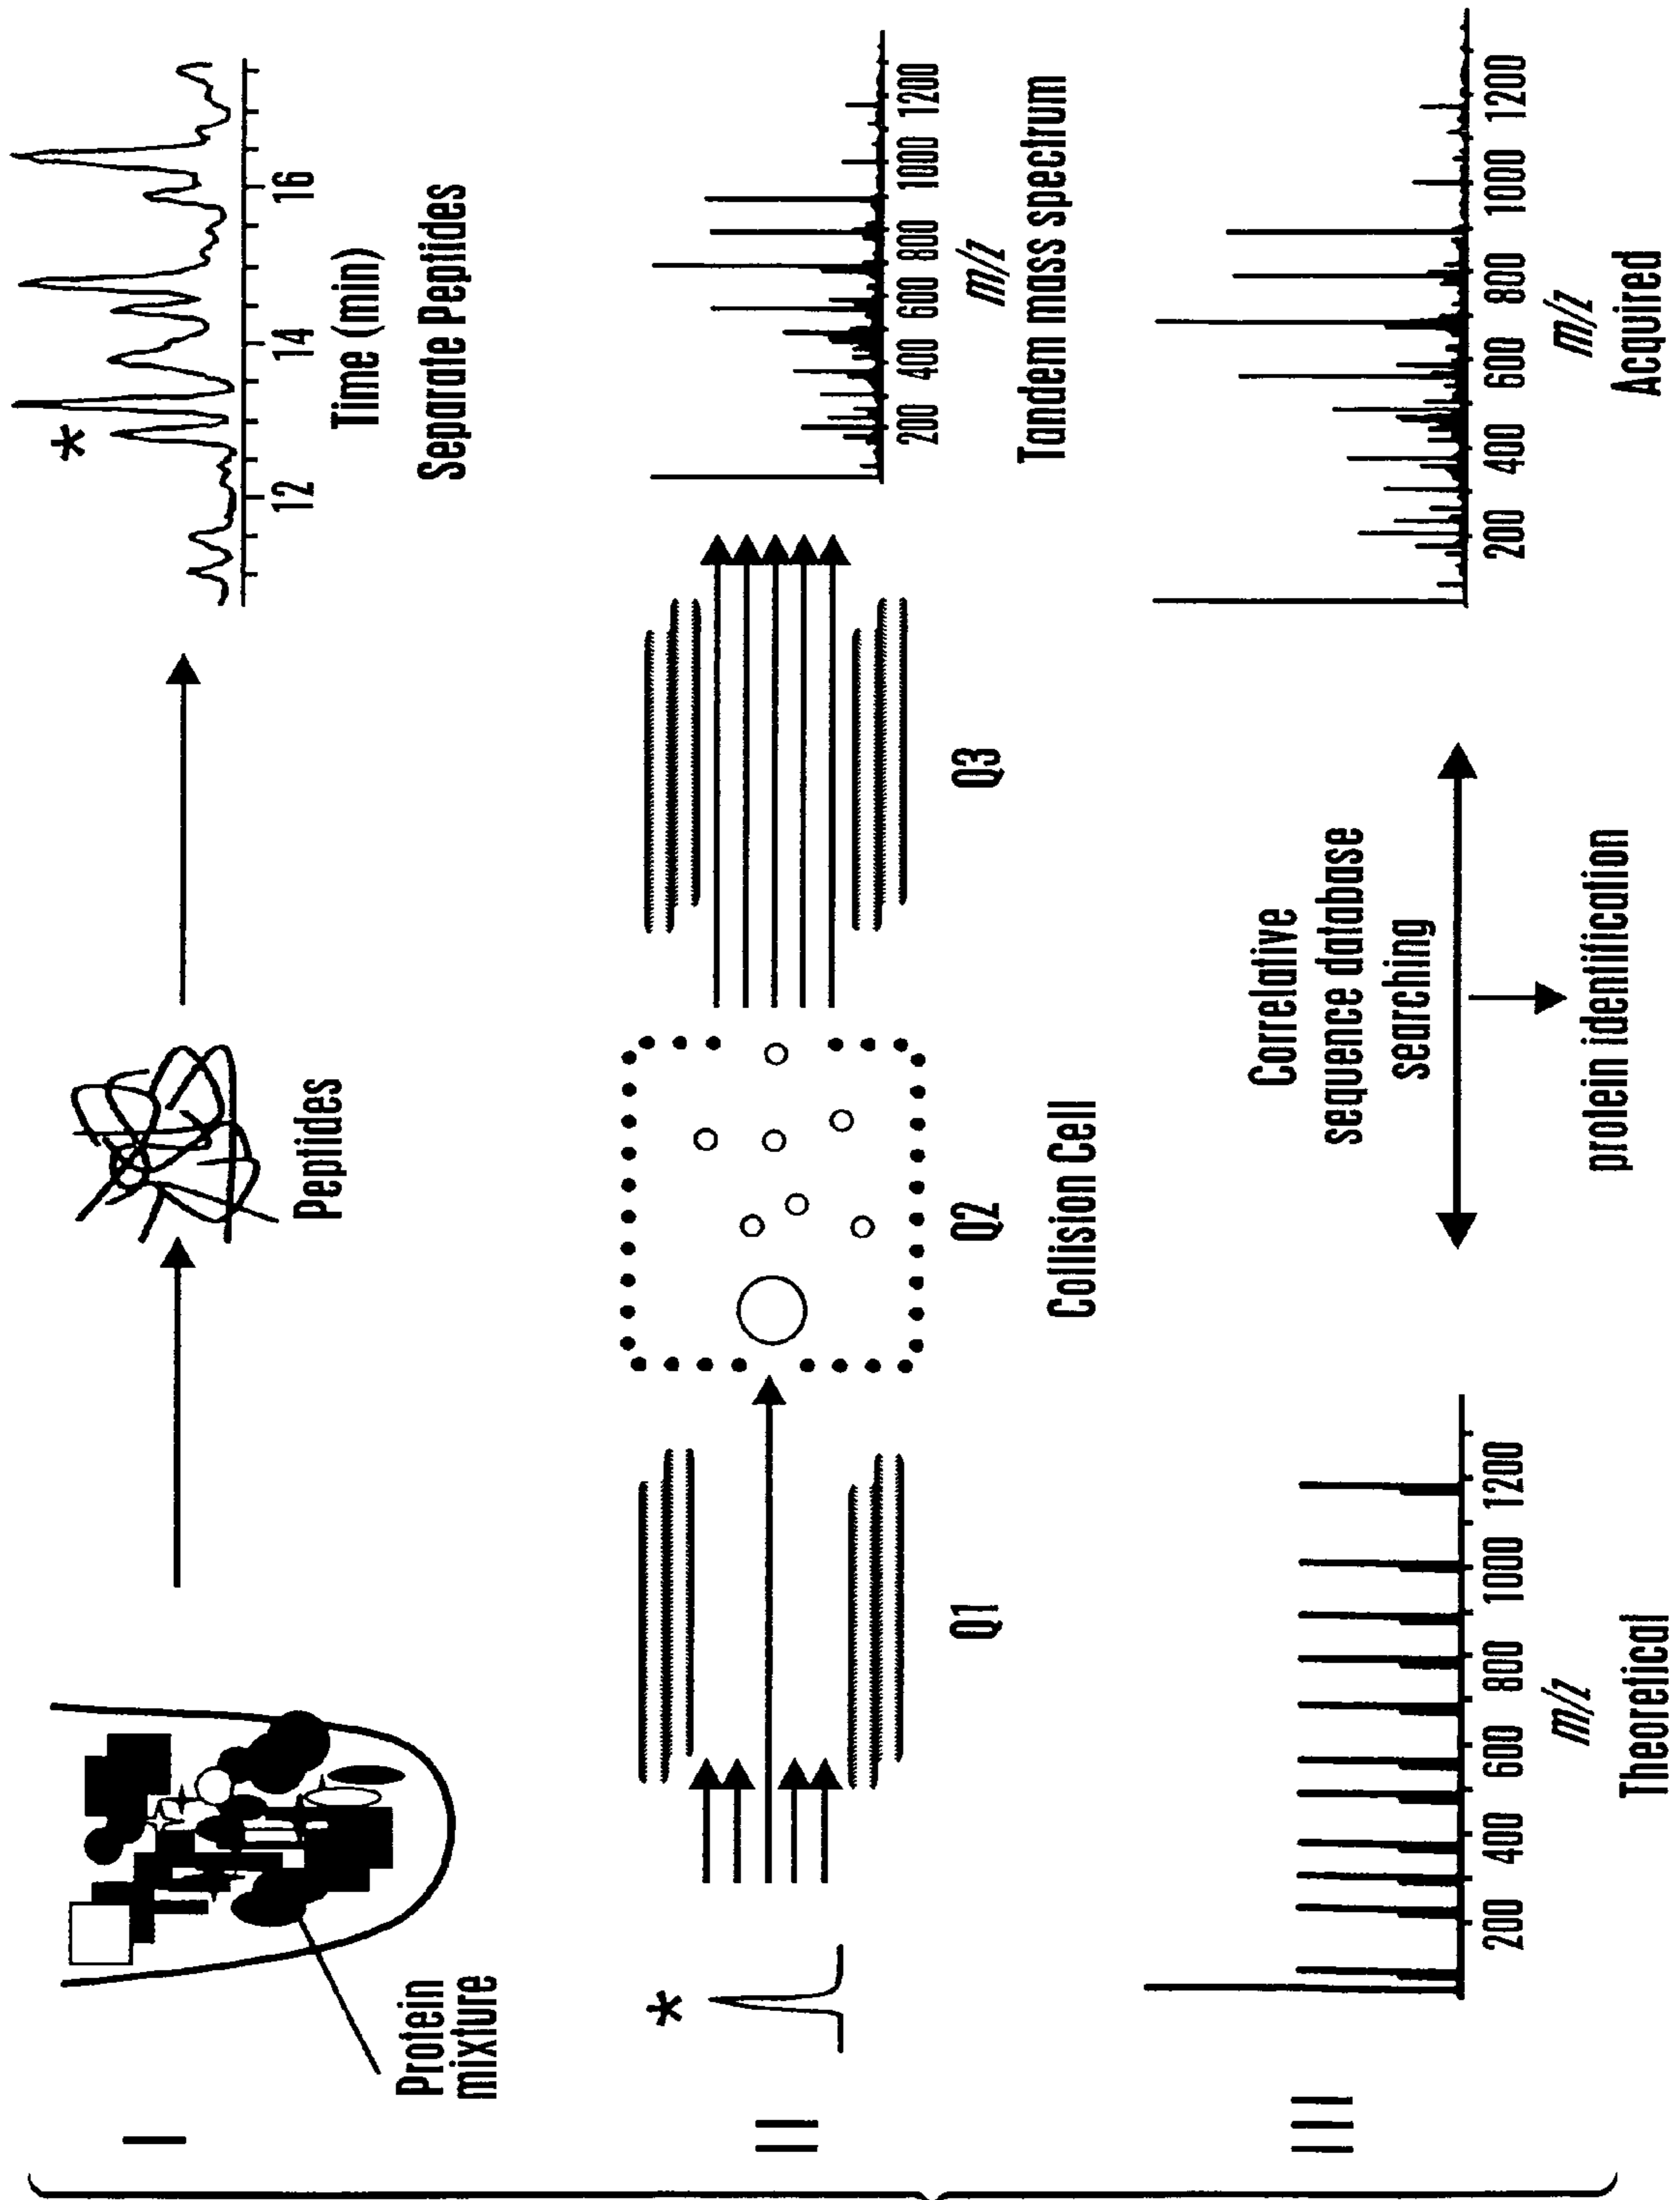 I
Protein
mixture
Peptides
*
12 14 16
Time (min)
Separate Peptides
II
*
Q1
Q2
Collision Cell
Q3
200 400 600 800 1000 1200
m/z
Tandem mass spectrum
III
200 400 600 800 1000 1200
m/z
Theoretical
Correlative
sequence database
searching
protein identification
200 400 600 800 1000 1200
m/z
Acquired